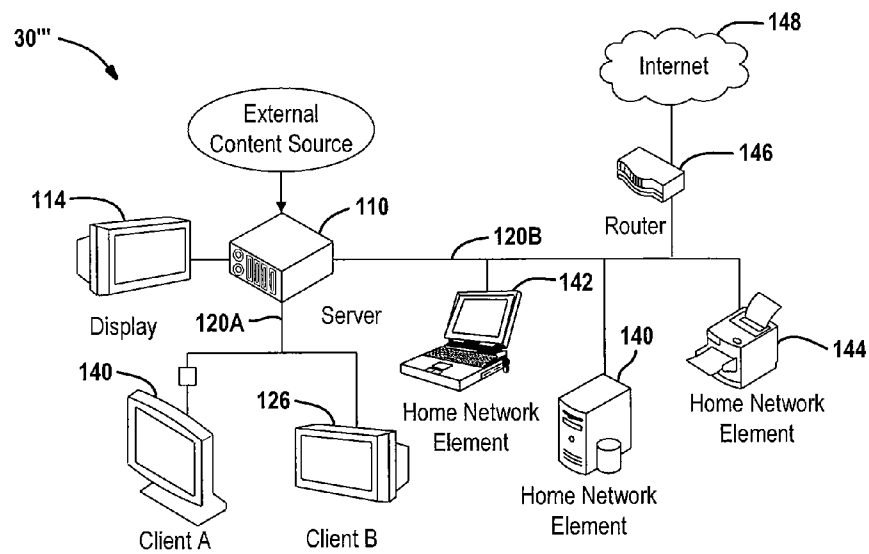 30'''
148
Internet
External
Content Source
146
114
110
Router
120B
142
Display
120A
Server
140
126
140
144
Home Network
Element
Home Network
Element
Home Network
Element
Client A
Client B